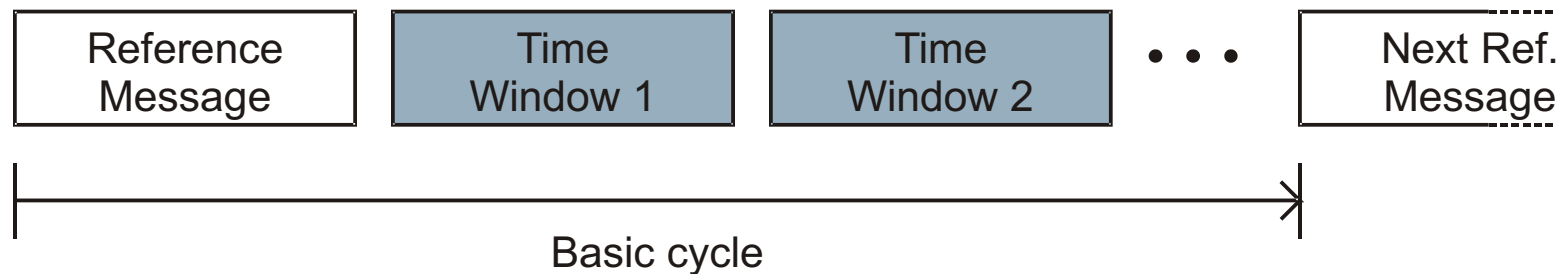 Reference
Message
Time
Window 1
Time
Window 2
• • •
Next Ref.
Message
Basic cycle